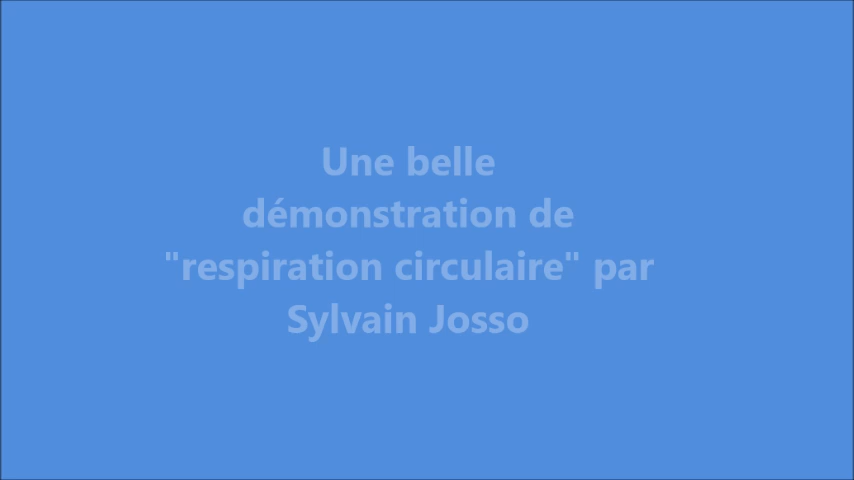 Une belle
démonstration de
"respiration circulaire" par
Sylvain Josso